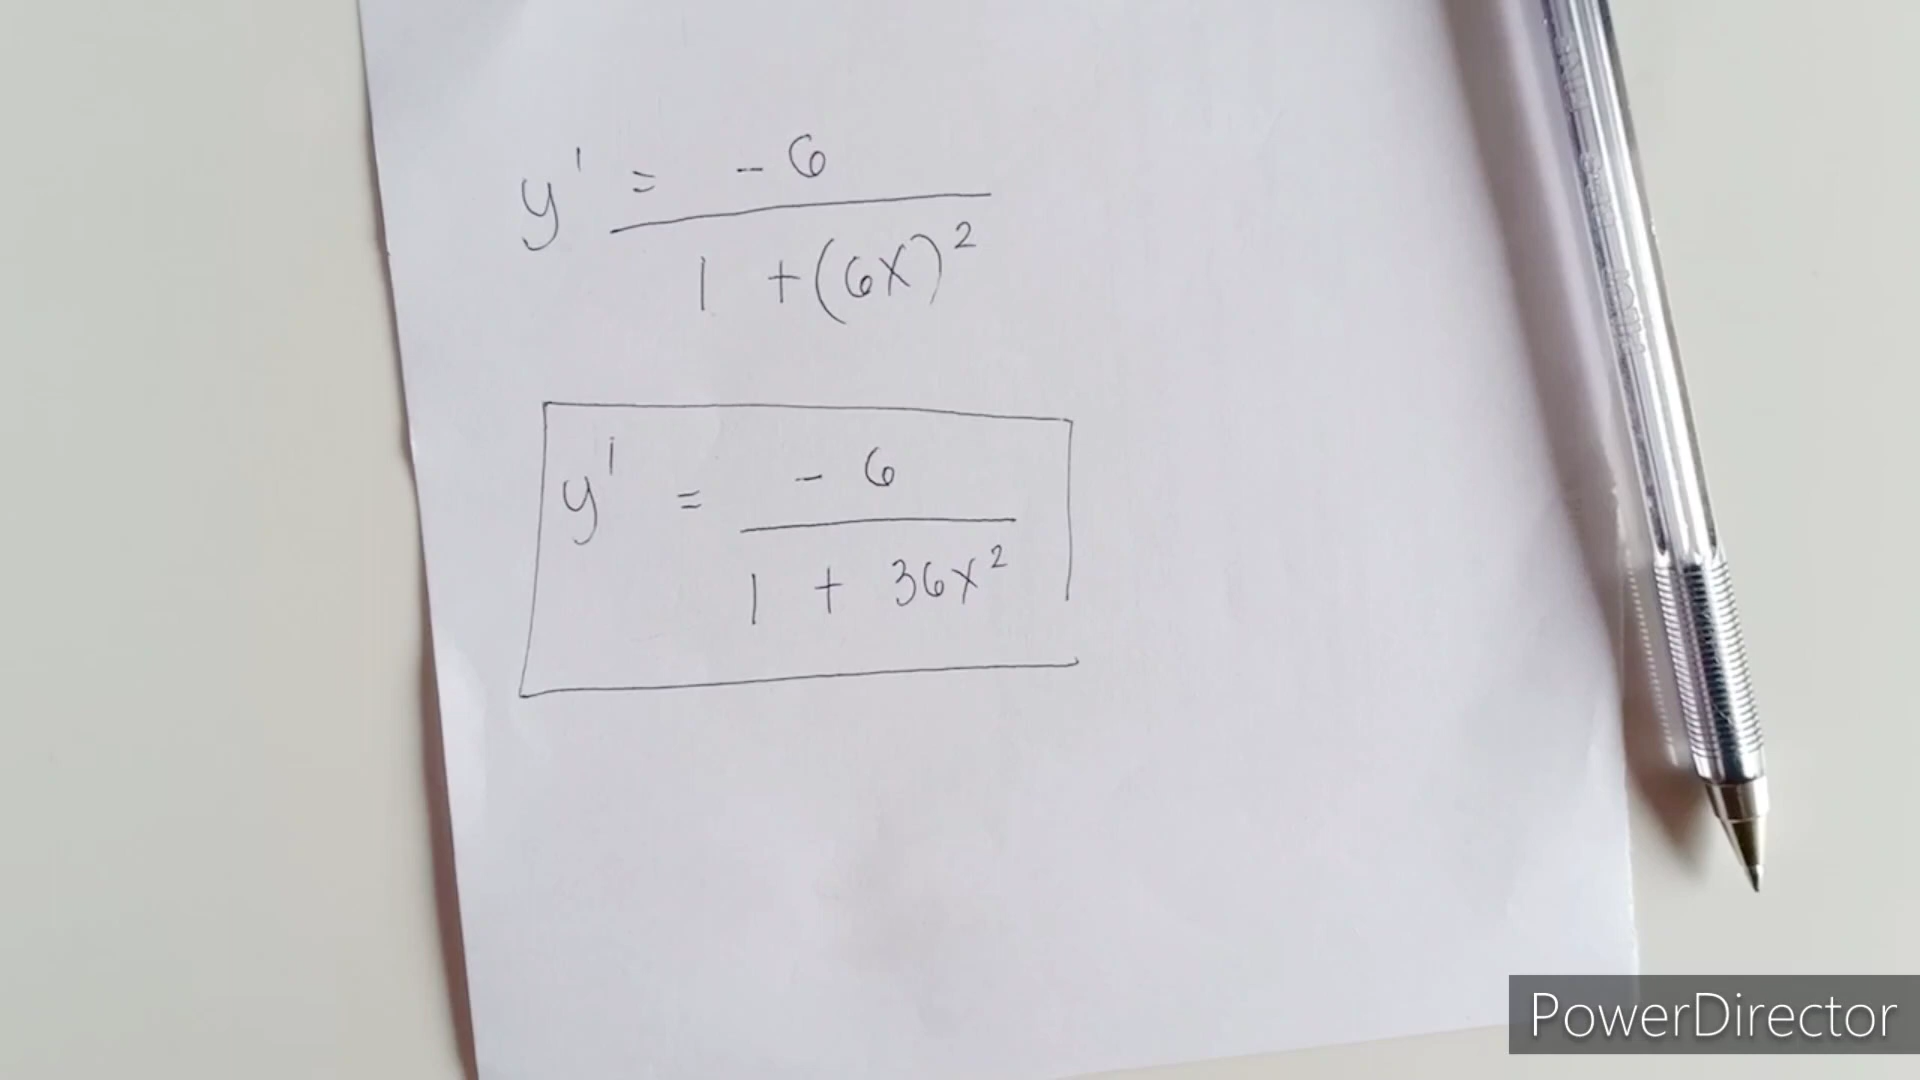 y' = -6
1 + (6x)²
y' = -6
1 + 36x²
PowerDirector